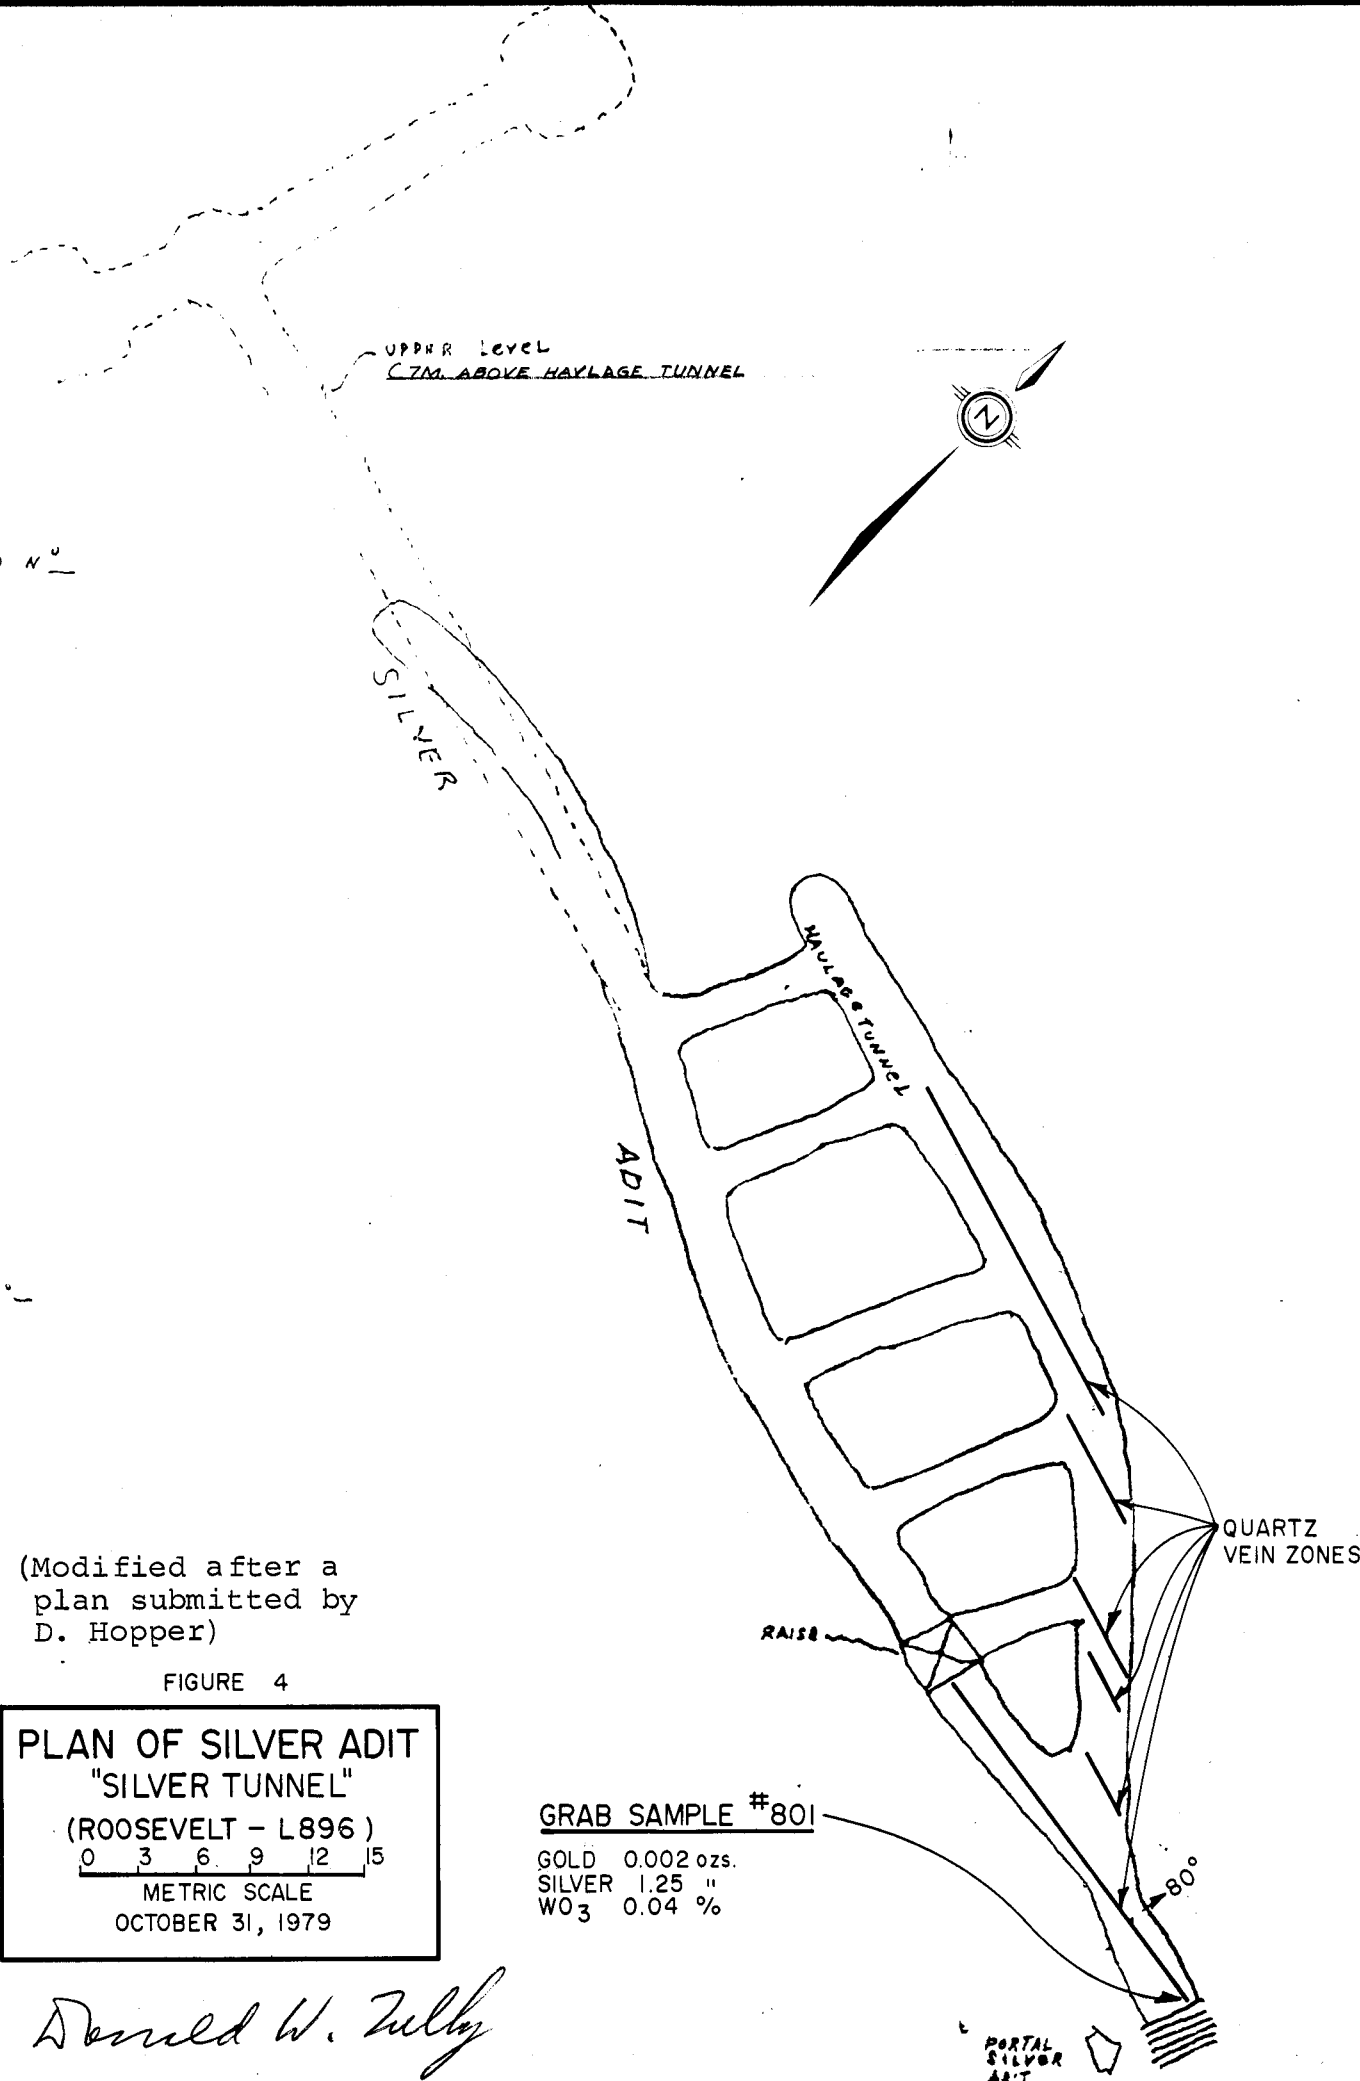 UPPER LEVEL
C7M. ABOVE HAULAGE TUNNEL
N
SILVER
HAULAGE TUNNEL
ADIT
QUARTZ
VEIN ZONES
(Modified after a
plan submitted by
D. Hopper)
RAISE
FIGURE 4
PLAN OF SILVER ADIT
"SILVER TUNNEL"
(ROOSEVELT - L896)
0 3 6 9 12 15
METRIC SCALE
OCTOBER 31, 1979
GRAB SAMPLE #801
GOLD 0.002 ozs.
SILVER 1.25 "
WO3 0.04 %
80°
Donald W. Tully
PORTAL
SILVER
ADIT